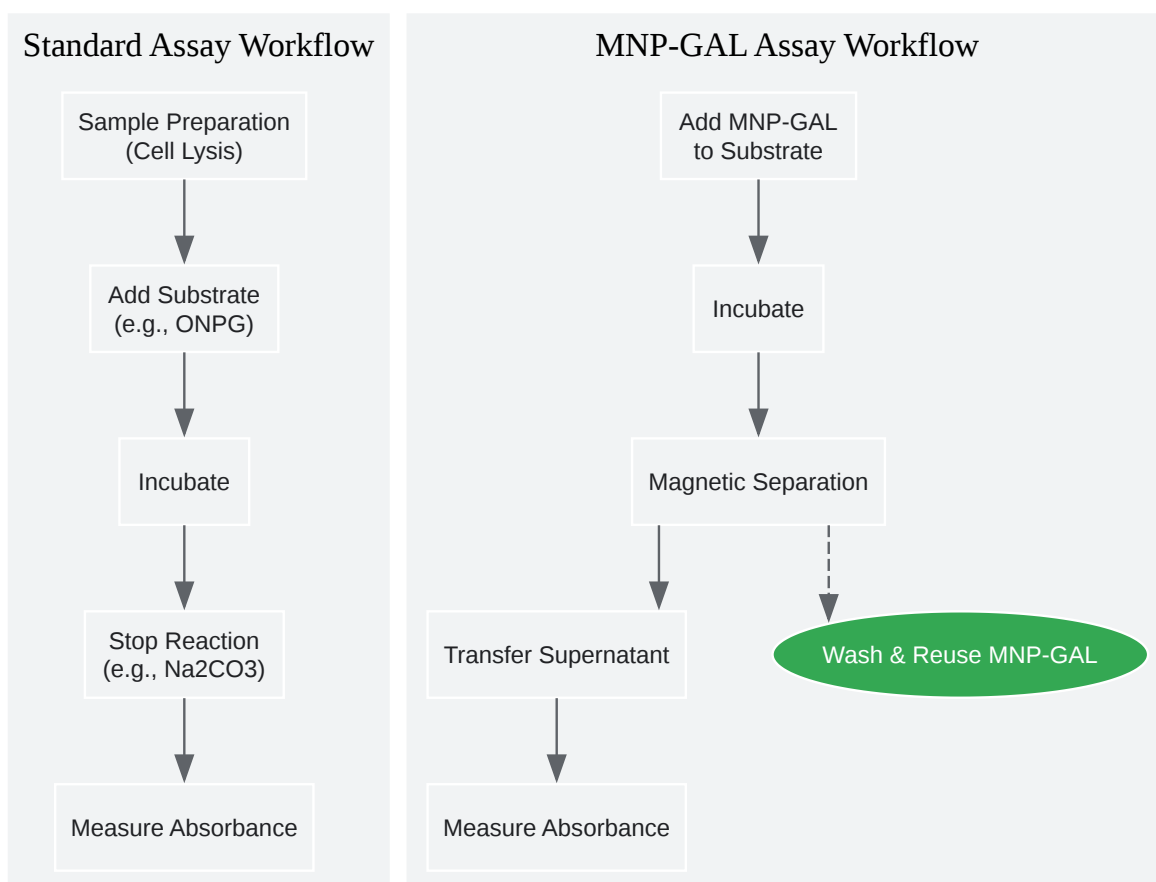 Standard Assay Workflow
Sample Preparation
(Cell Lysis)
Add Substrate
(e.g., ONPG)
Incubate
Stop Reaction
(e.g., Na2CO3)
Measure Absorbance
MNP-GAL Assay Workflow
Add MNP-GAL
to Substrate
Incubate
Magnetic Separation
Transfer Supernatant
Wash & Reuse MNP-GAL
Measure Absorbance